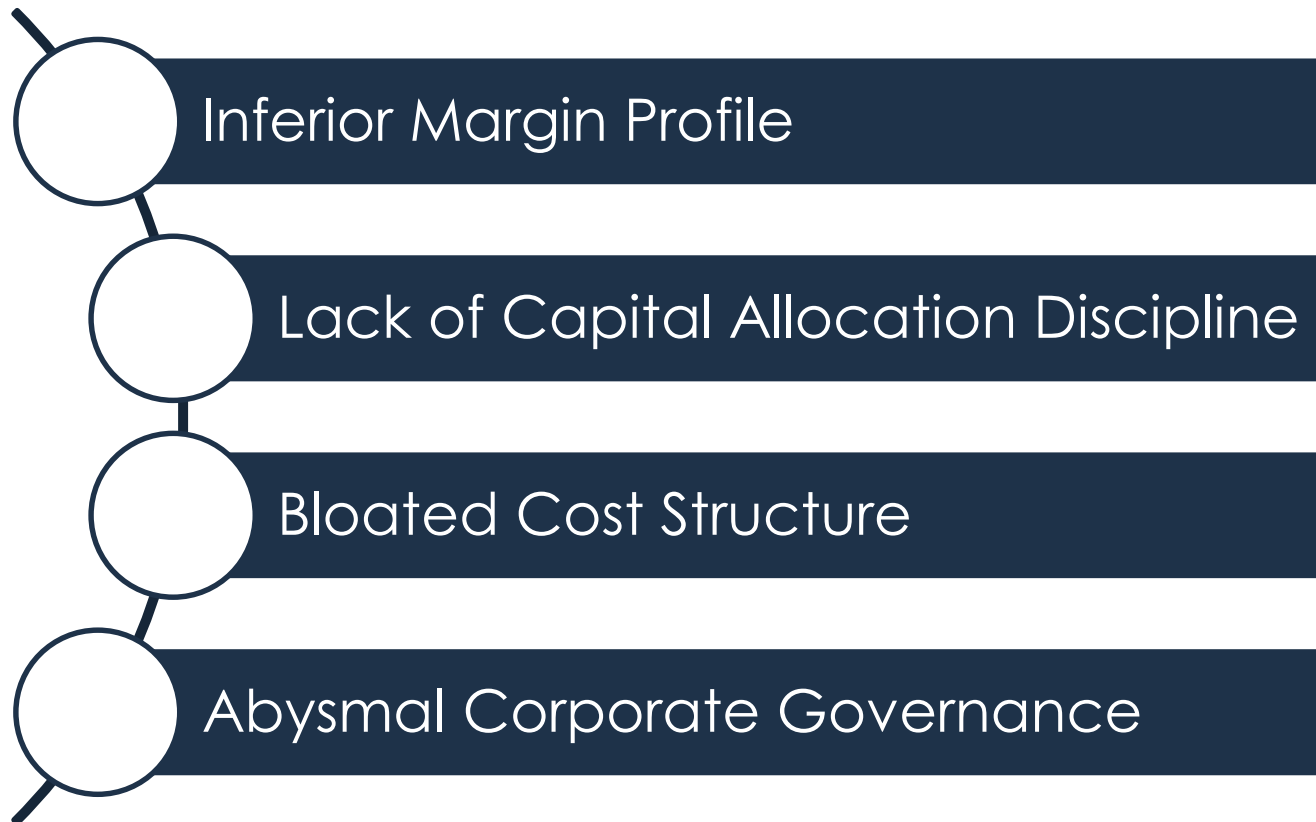 Inferior Margin Profile
Lack of Capital Allocation Discipline
Bloated Cost Structure
Abysmal Corporate Governance